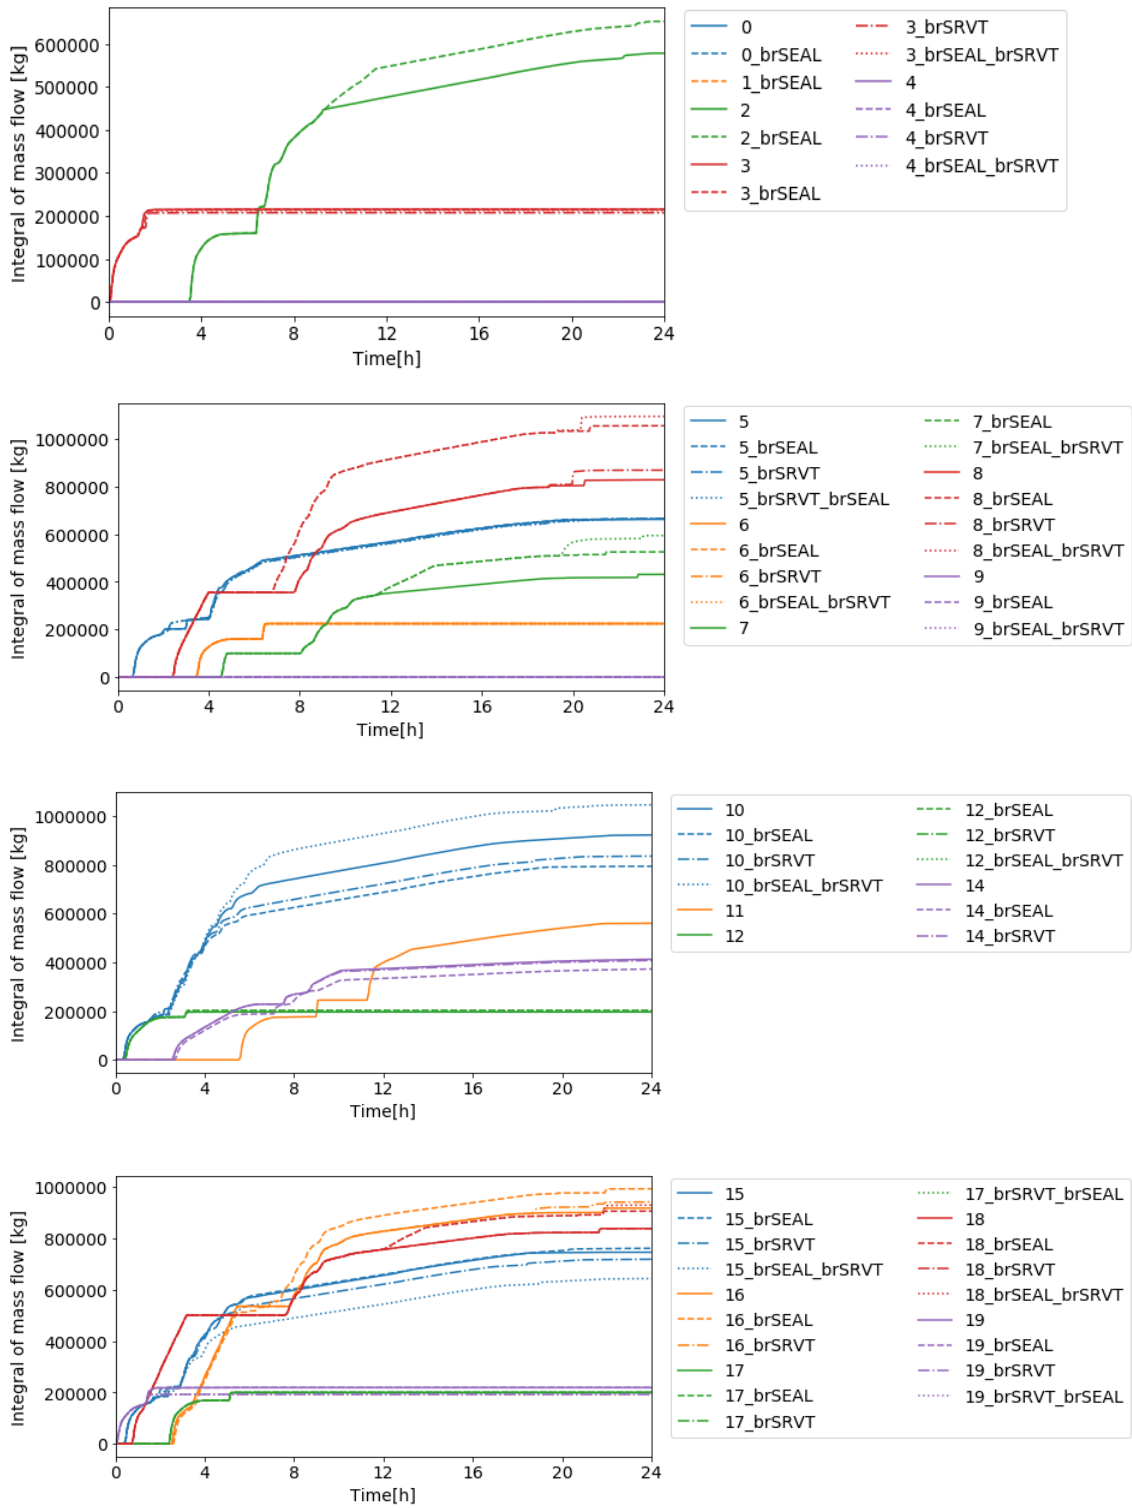 Integral of mass flow [kg]
600000
500000
400000
300000
200000
100000
0
0 4 8 12 16 20 24
Time[h]
0 3_brSRVT
0_brSEAL 3_brSEAL_brSRVT
1_brSEAL 4
2 4_brSEAL
2_brSEAL 4_brSRVT
3 4_brSEAL_brSRVT
3_brSEAL
Integral of mass flow [kg]
1000000
800000
600000
400000
200000
0
0 4 8 12 16 20 24
Time[h]
5 7_brSEAL
5_brSEAL 7_brSEAL_brSRVT
5_brSRVT 8
5_brSRVT_brSEAL 8_brSEAL
6 8_brSRVT
6_brSEAL 8_brSEAL_brSRVT
6_brSRVT 9
6_brSEAL_brSRVT 9_brSEAL
7 9_brSEAL_brSRVT
Integral of mass flow [kg]
1000000
800000
600000
400000
200000
0
0 4 8 12 16 20 24
Time[h]
10 12_brSEAL
10_brSEAL 12_brSRVT
10_brSRVT 12_brSEAL_brSRVT
10_brSEAL_brSRVT 14
11 14_brSEAL
12 14_brSRVT
Integral of mass flow [kg]
1000000
800000
600000
400000
200000
0
0 4 8 12 16 20 24
Time[h]
15 17_brSRVT_brSEAL
15_brSEAL 18
15_brSRVT 18_brSEAL
15_brSEAL_brSRVT 18_brSRVT
16 18_brSEAL_brSRVT
16_brSEAL 19
16_brSRVT 19_brSEAL
17 19_brSRVT
17_brSEAL 19_brSRVT_brSEAL
17_brSRVT